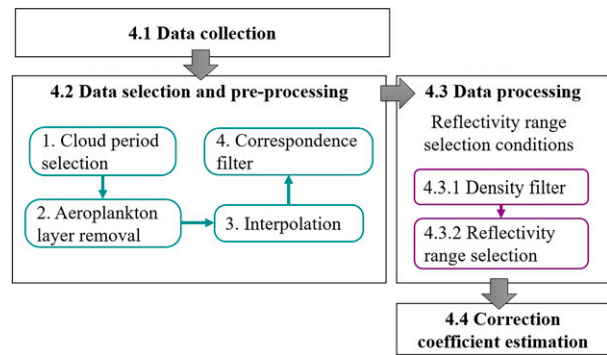 4.1 Data collection
4.2 Data selection and pre-processing
1. Cloud period
selection
2. Aeroplankton
layer removal
3. Interpolation
4. Correspondence
filter
4.3 Data processing
Reflectivity range
selection conditions
4.3.1 Density filter
4.3.2 Reflectivity
range selection
4.4 Correction
coefficient estimation